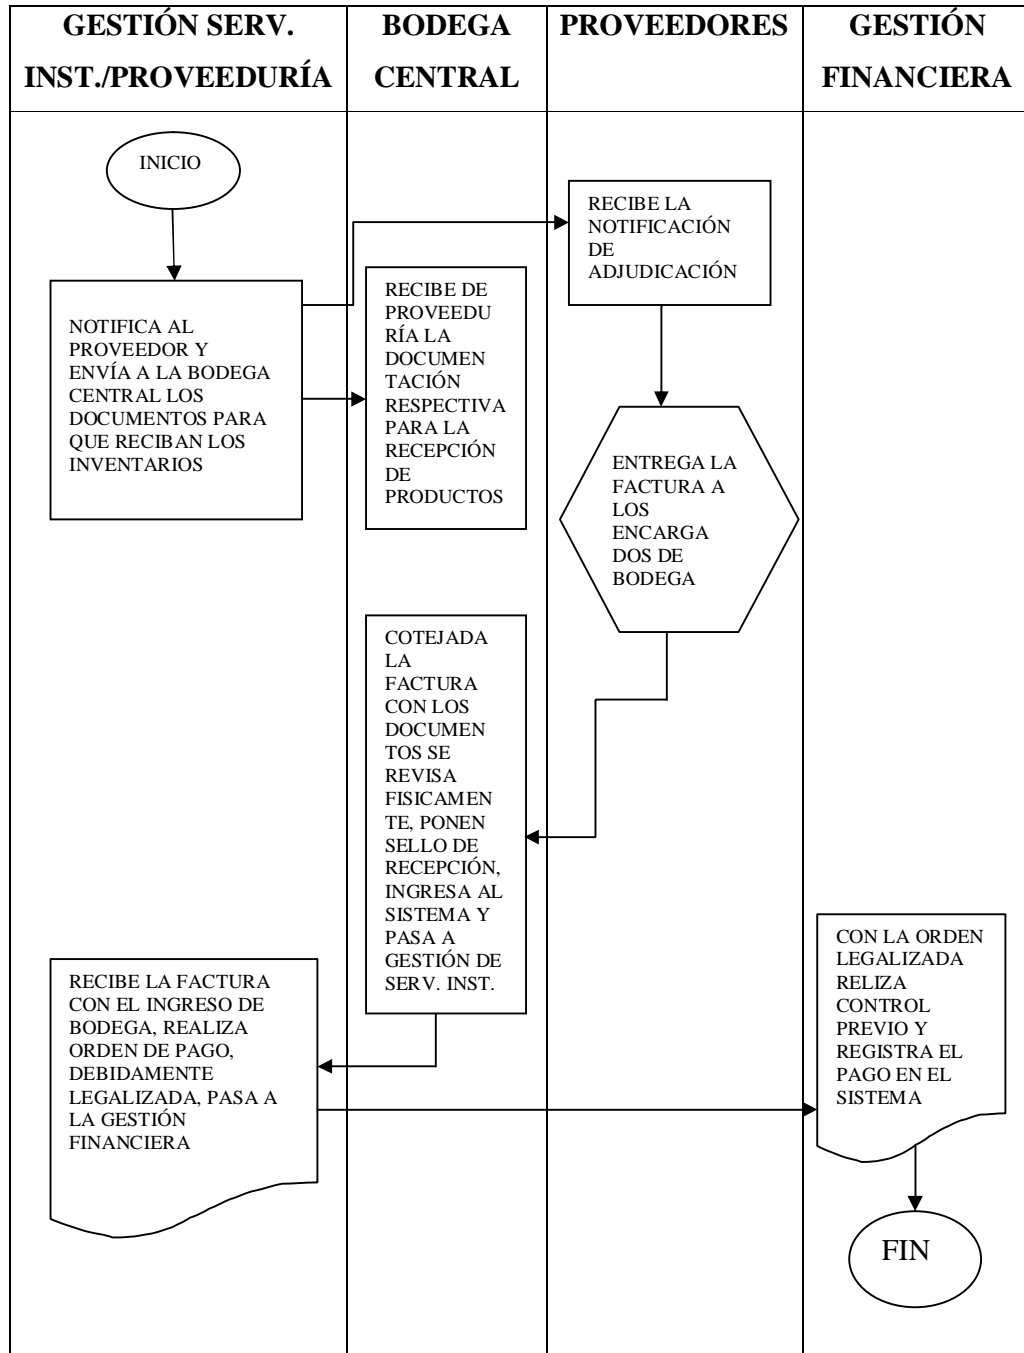 GESTIÓN SERV.
INST./PROVEEDURÍA
BODEGA
CENTRAL
PROVEEDORES
GESTIÓN
FINANCIERA
INICIO
NOTIFICA AL
PROVEEDOR Y
ENVÍA A LA BODEGA
CENTRAL LOS
DOCUMENTOS PARA
QUE RECIBAN LOS
INVENTARIOS
RECIBE DE
PROVEEDU
RÍA LA
DOCUMEN
TACIÓN
RESPECTIVA
PARA LA
RECEPCIÓN
DE
PRODUCTOS
RECIBE LA
NOTIFICACIÓN
DE
ADJUDICACIÓN
ENTREGA LA
FACTURA A
LOS
ENCARGA
DOS DE
BODEGA
COTEJADA
LA
FACTURA
CON LOS
DOCUMEN
TOS SE
REVISA
FISICAMEN
TE, PONEN
SELLO DE
RECEPCIÓN,
INGRESA AL
SISTEMA Y
PASA A
GESTIÓN DE
SERV. INST.
RECIBE LA FACTURA
CON EL INGRESO DE
BODEGA, REALIZA
ORDEN DE PAGO,
DEBIDAMENTE
LEGALIZADA, PASA A
LA GESTIÓN
FINANCIERA
CON LA ORDEN
LEGALIZADA
RELIZA
CONTROL
PREVIO Y
REGISTRA EL
PAGO EN EL
SISTEMA
FIN